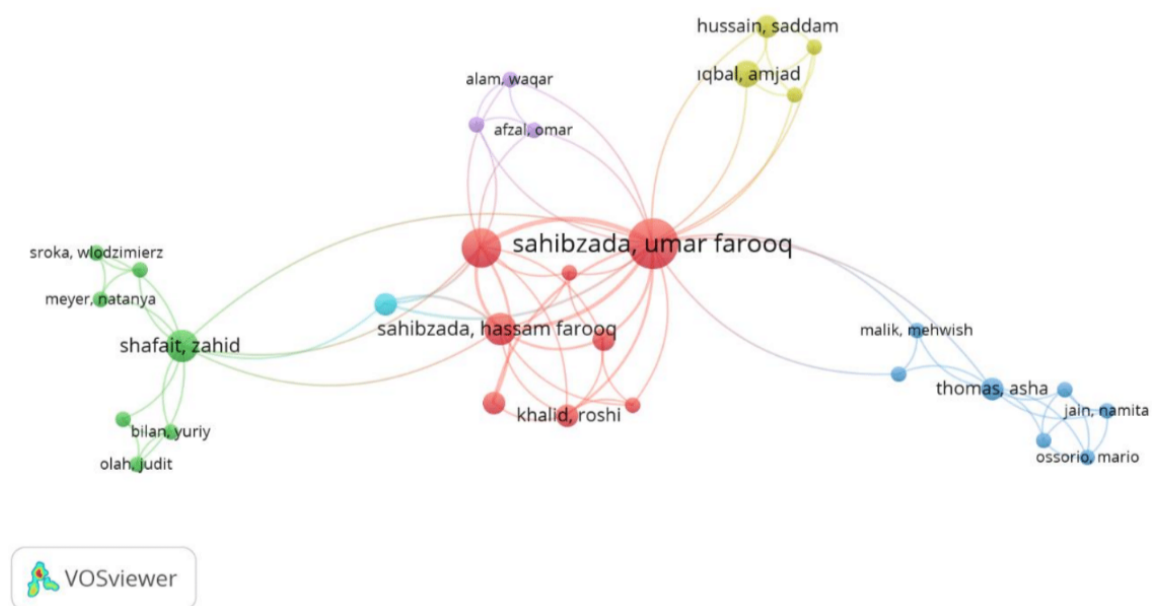 hussain, saddam
ıqbal, amjad
alam, waqar
afzal, omar
sahibzada, umar farooq
sroka, wlodzimierz
meyer, natanya
shafait, zahid
sahibzada, hassam farooq
malik, mehwish
thomas, asha
jain, namita
khalid, roshi
bilan, yuriy
olah, judit
ossorio, mario
VOSviewer